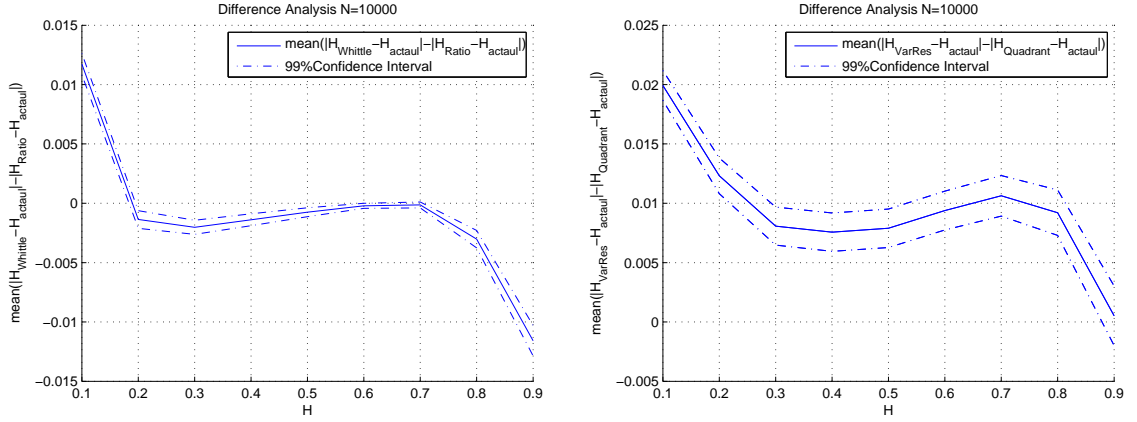 Difference Analysis N=10000
mean(|H_Whittle−H_actaul|−|H_Ratio−H_actaul|)
99%Confidence Interval
mean(|H_Whittle−H_actaul|−|H_Ratio−H_actaul|)
0.015
0.01
0.005
0
−0.005
−0.01
−0.015
0.1 0.2 0.3 0.4 0.5 0.6 0.7 0.8 0.9
H
Difference Analysis N=10000
mean(|H_VarRes−H_actaul|−|H_Quadrant−H_actaul|)
99%Confidence Interval
mean(|H_VarRes−H_actaul|−|H_Quadrant−H_actaul|)
0.025
0.02
0.015
0.01
0.005
0
−0.005
0.1 0.2 0.3 0.4 0.5 0.6 0.7 0.8 0.9
H